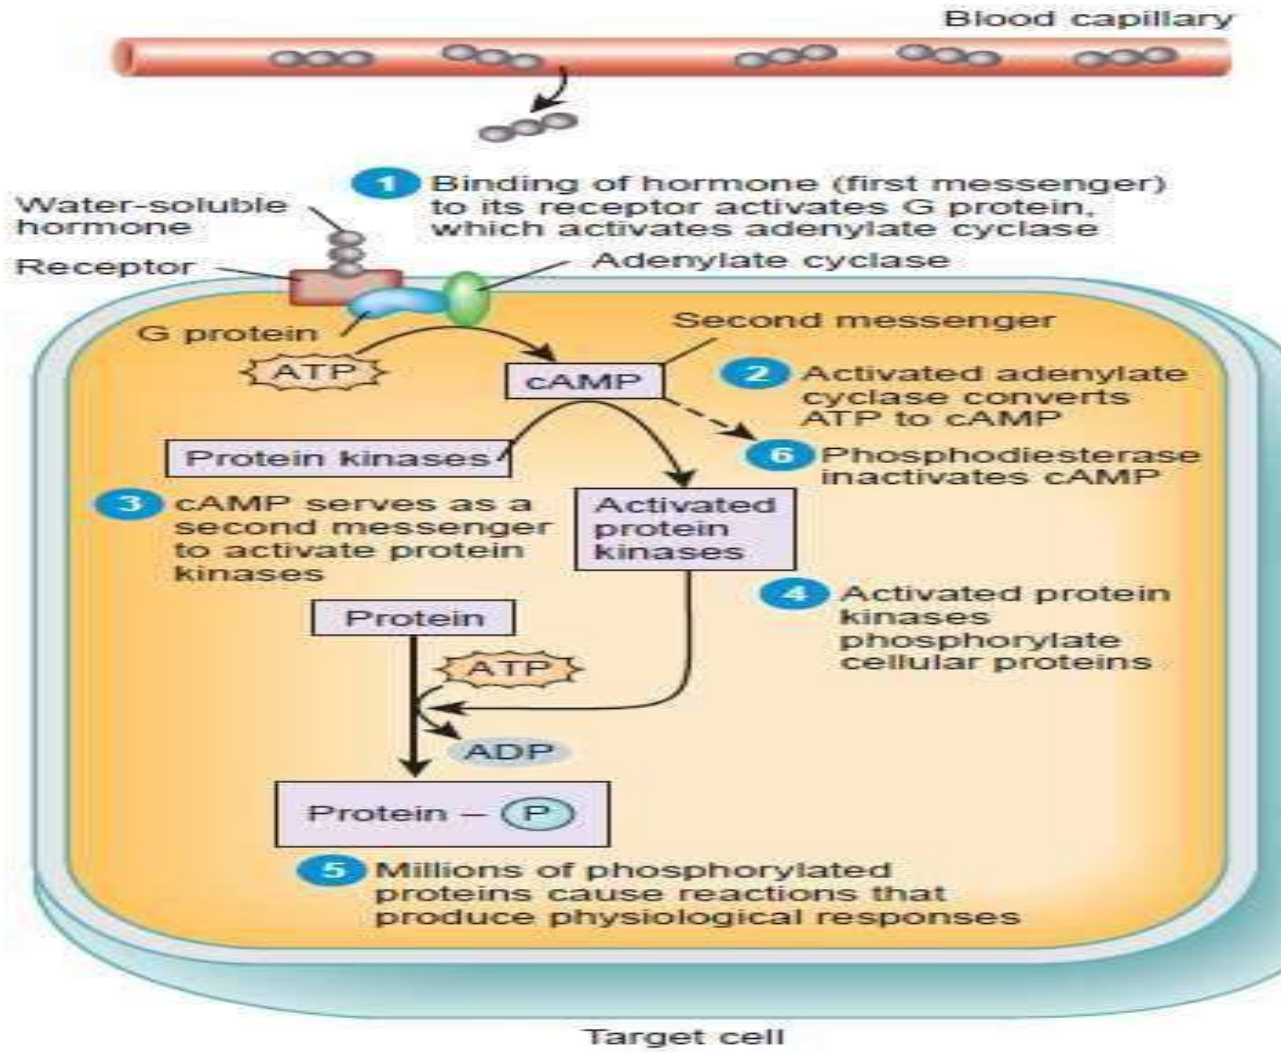 Blood capillary
1 Binding of hormone (first messenger)
to its receptor activates G protein,
which activates adenylate cyclase
Water-soluble
hormone
Receptor
Adenylate cyclase
G protein
Second messenger
ATP
cAMP
2 Activated adenylate
cyclase converts
ATP to cAMP
Protein kinases
6 Phosphodiesterase
inactivates cAMP
3 cAMP serves as a
second messenger
to activate protein
kinases
Activated
protein
kinases
4 Activated protein
kinases
phosphorylate
cellular proteins
Protein
ATP
ADP
Protein – P
5 Millions of phosphorylated
proteins cause reactions that
produce physiological responses
Target cell